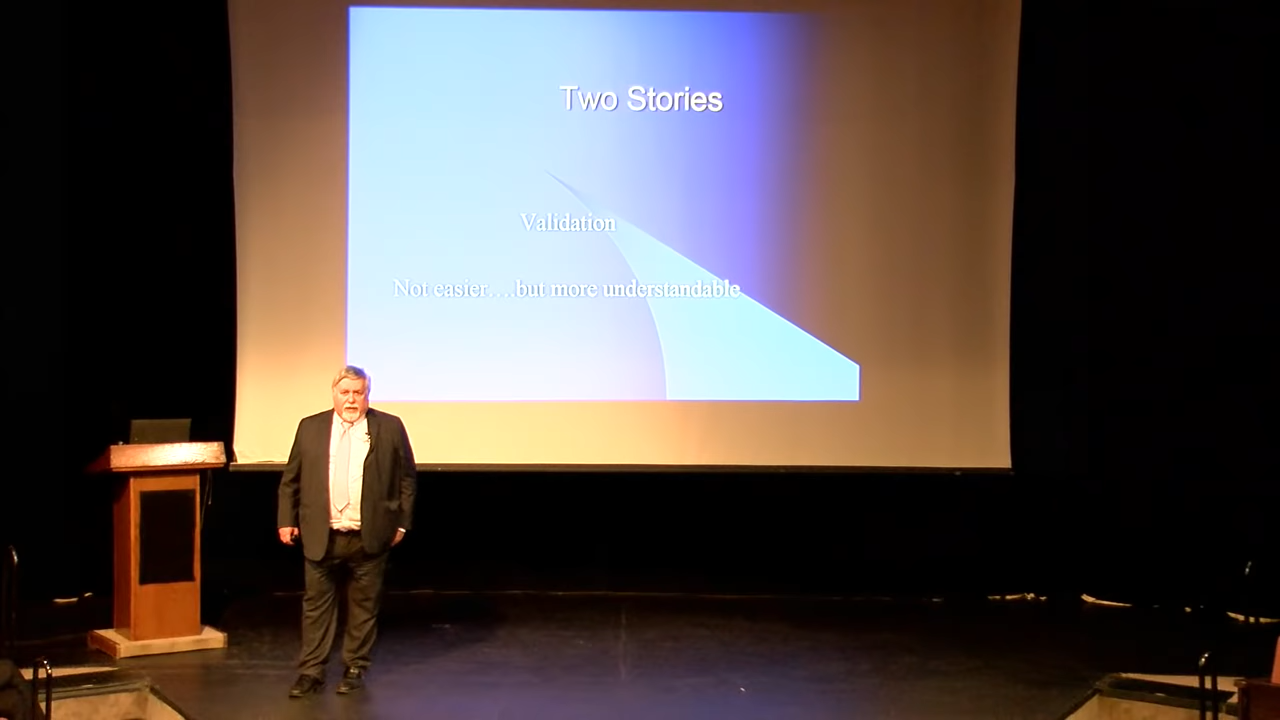 Two Stories
Validation
Not easier....but more understandable